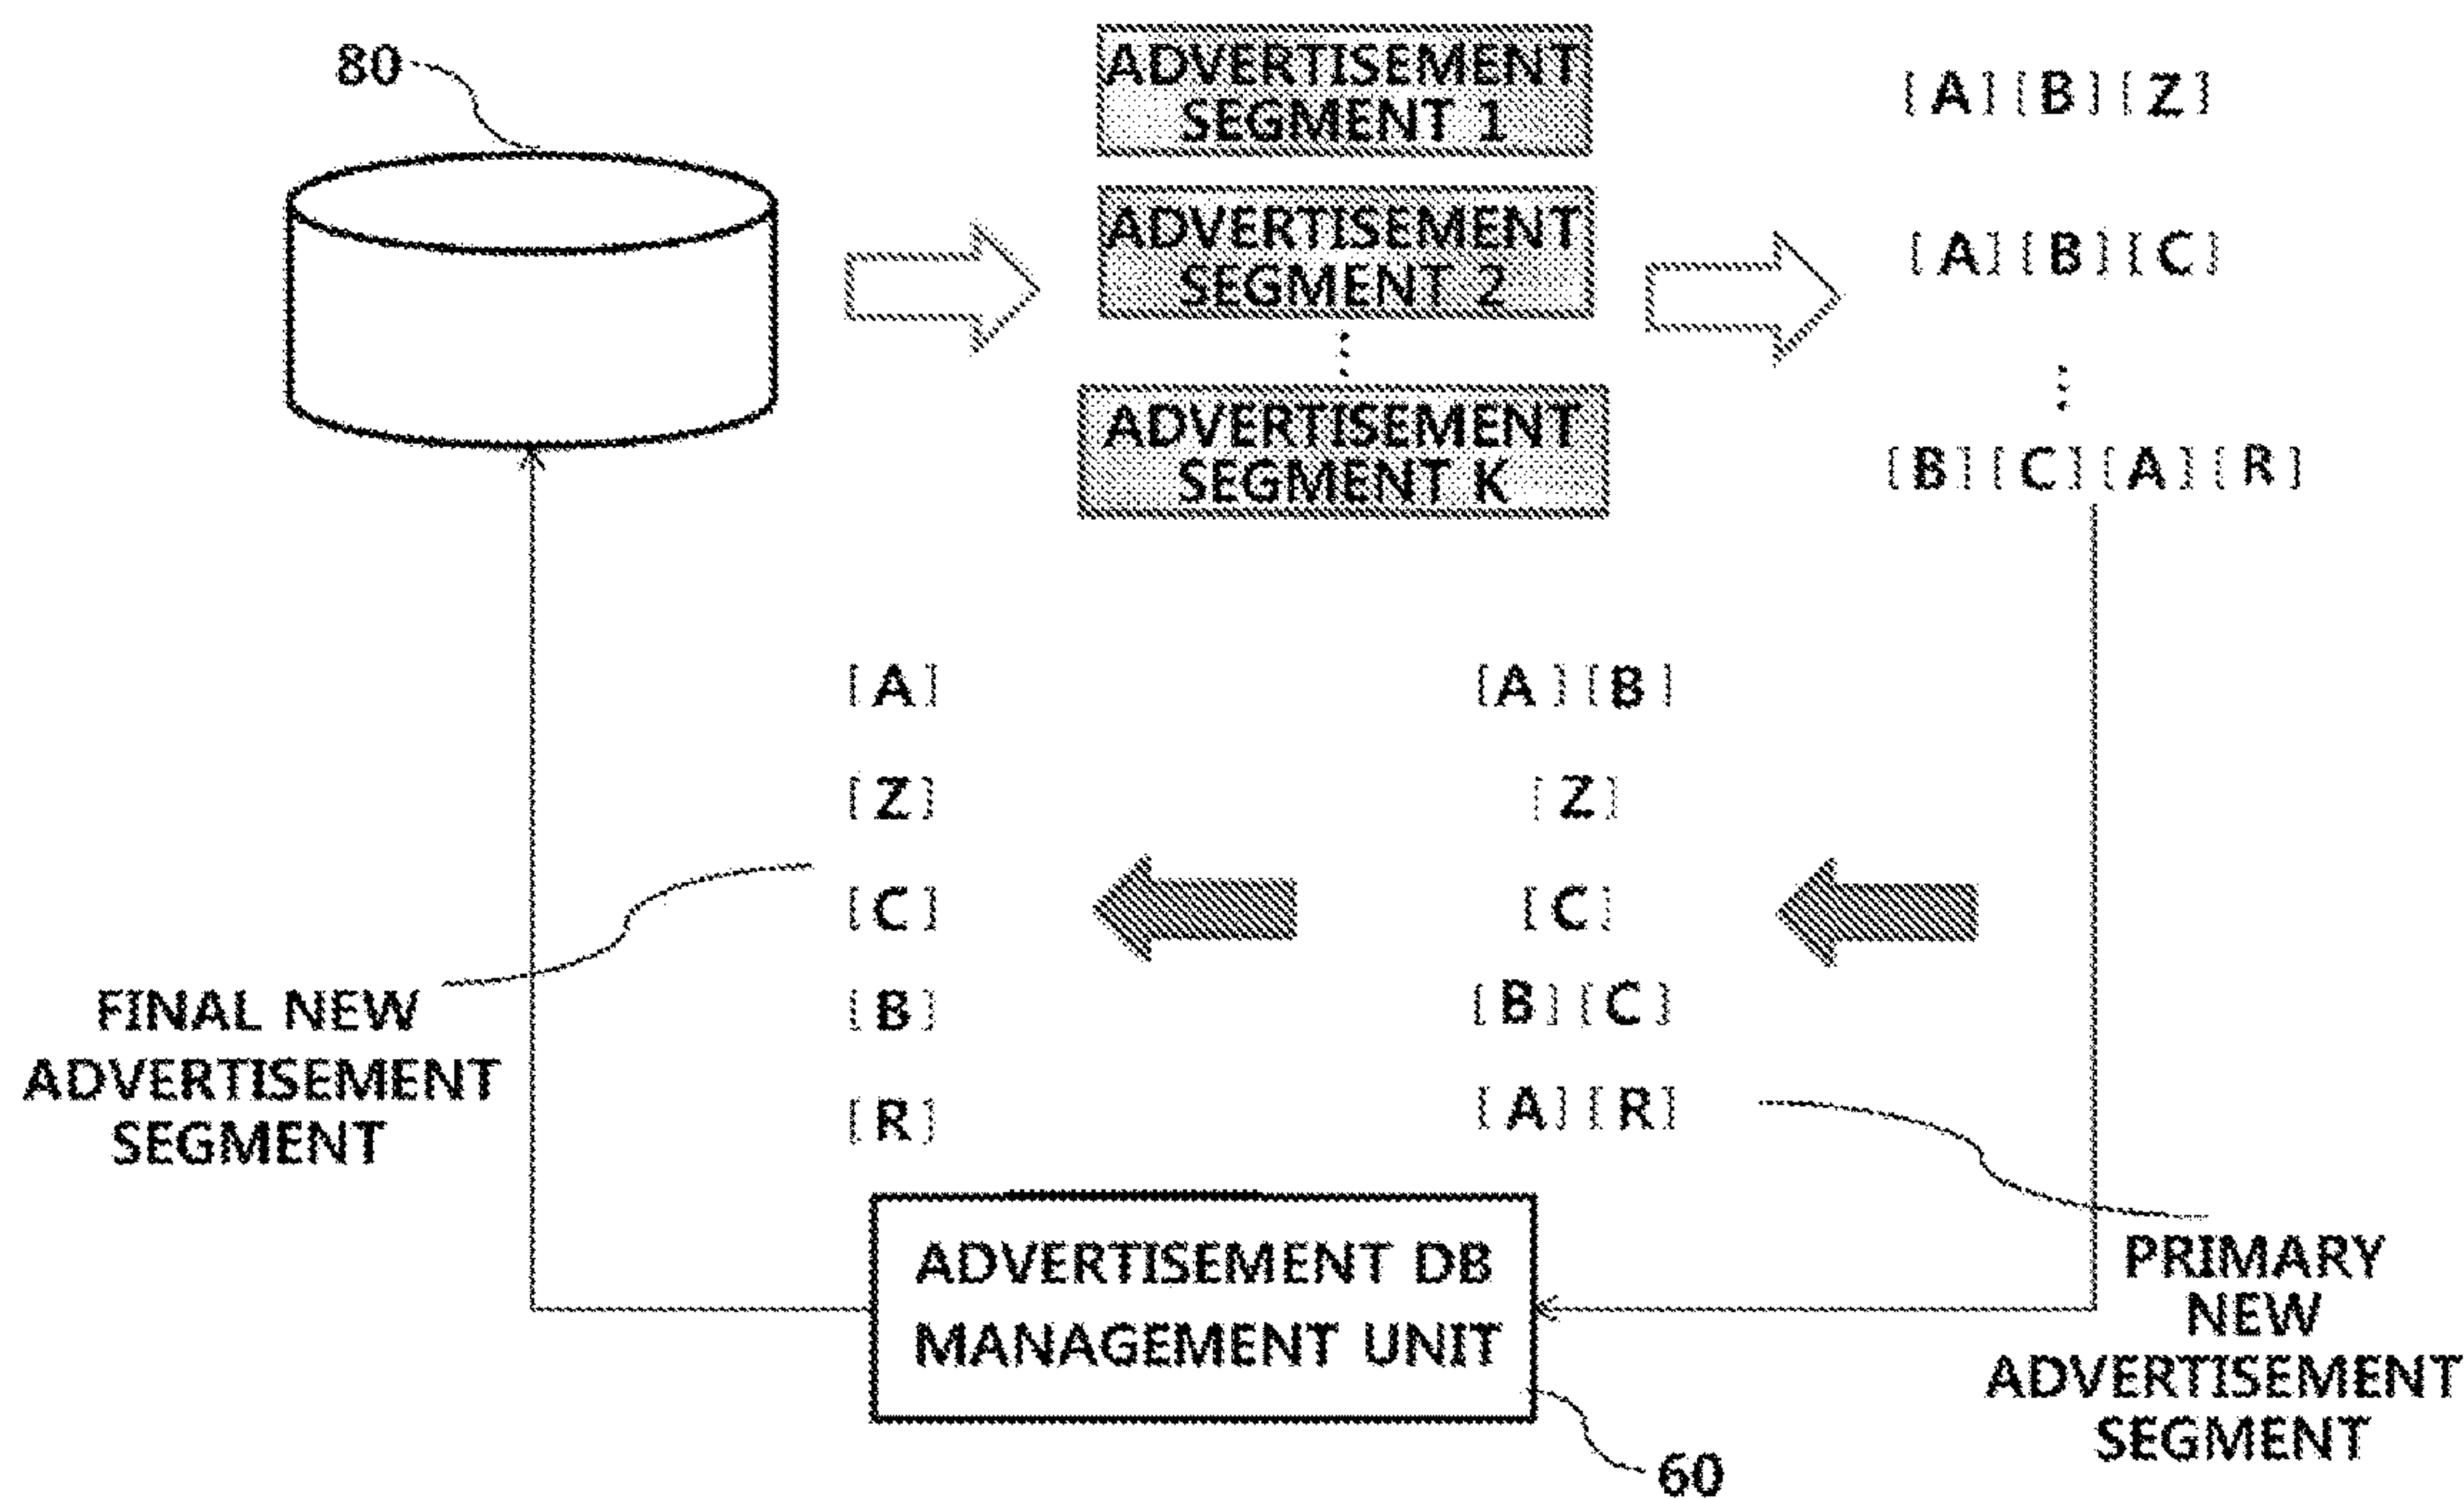 80
ADVERTISEMENT
SEGMENT 1
[A][B][Z]
ADVERTISEMENT
SEGMENT 2
[A][B][C]
ADVERTISEMENT
SEGMENT K
[B][C][A][R]
[A]
[A][B]
[Z]
[Z]
[C]
[C]
[B]
[B][C]
[R]
[A][R]
FINAL NEW
ADVERTISEMENT
SEGMENT
ADVERTISEMENT DB
MANAGEMENT UNIT
60
PRIMARY
NEW
ADVERTISEMENT
SEGMENT